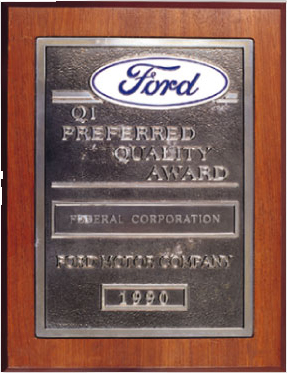 Ford
Q1
PREFERRED
QUALITY
AWARD
FEDERAL CORPORATION
FORD MOTOR COMPANY
1990